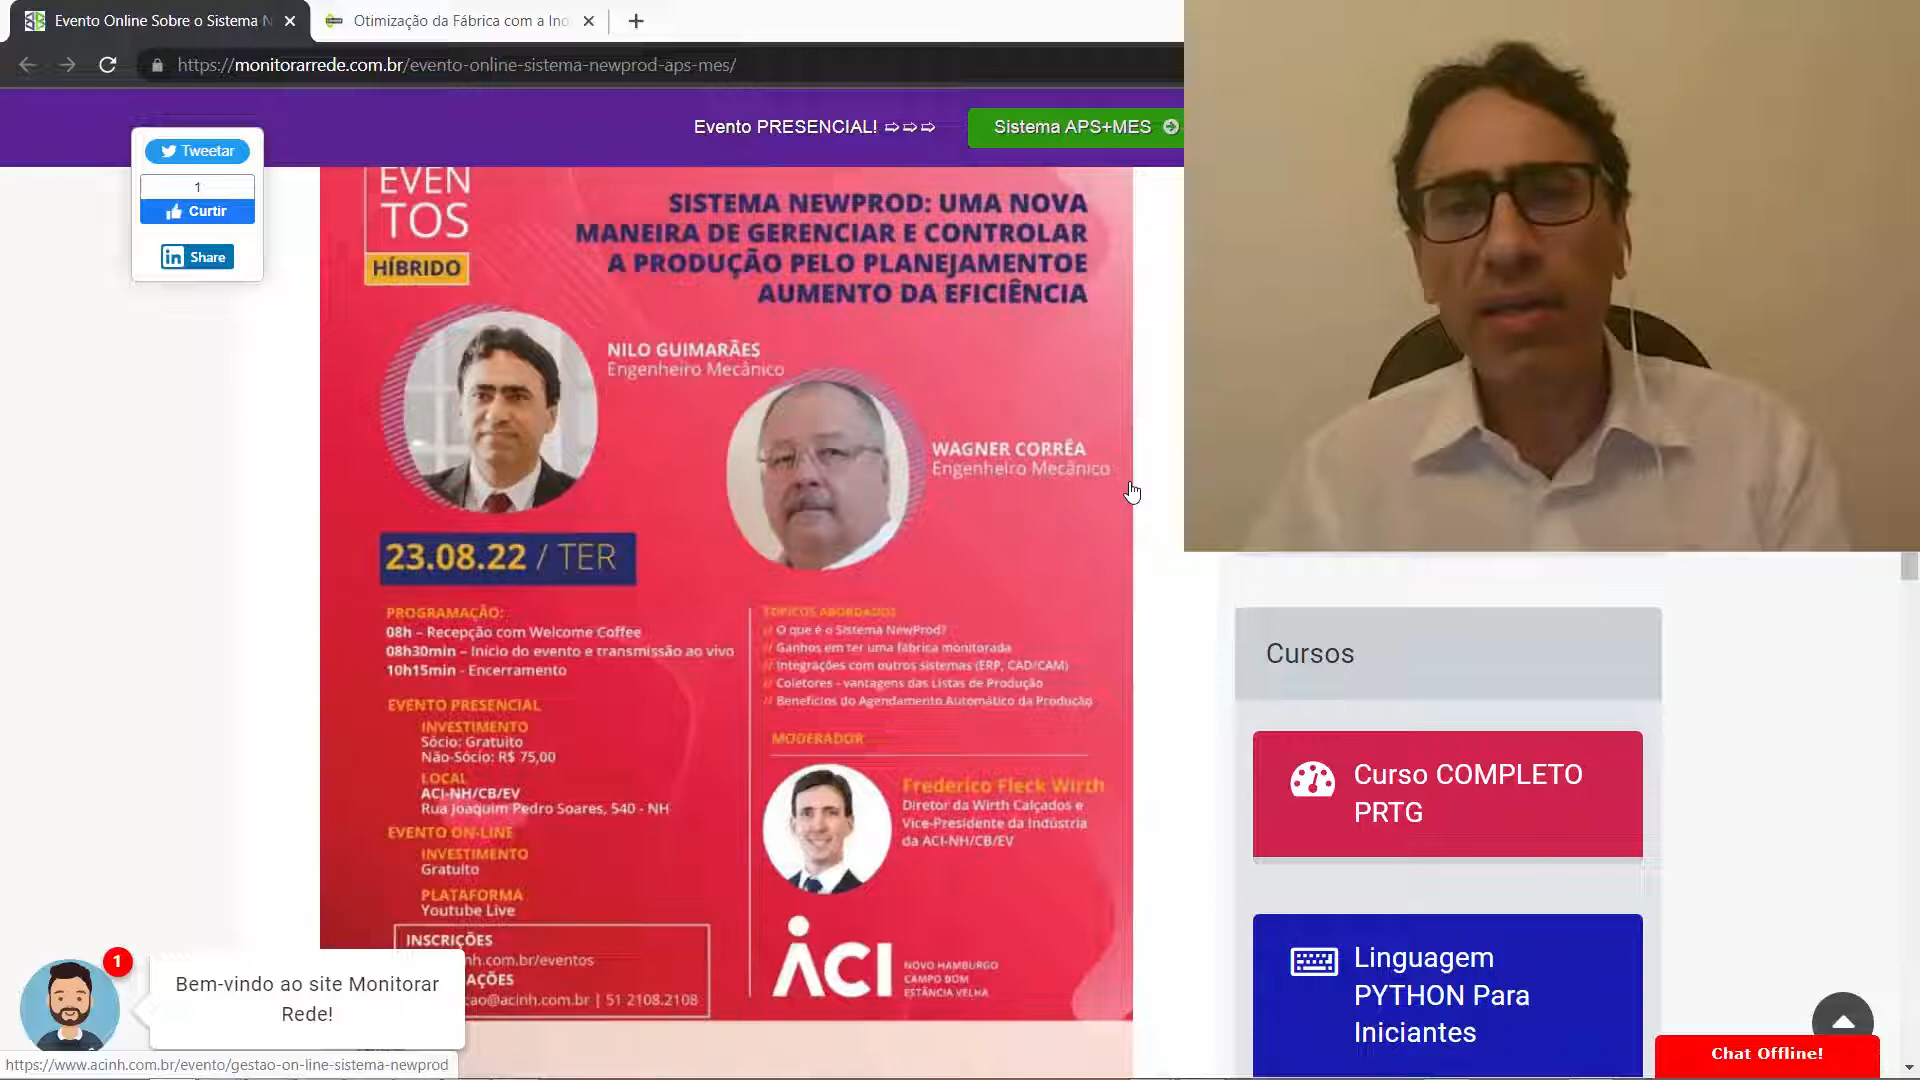 Evento Online Sobre o Sistema N
Otimização da Fábrica com a Ino
https://monitorarrede.com.br/evento-online-sistema-newprod-aps-mes/
Evento PRESENCIAL! ⇨⇨⇨
Sistema APS+MES
Tweetar
1
Curtir
in Share
EVEN
TOS
HÍBRIDO
SISTEMA NEWPROD: UMA NOVA
MANEIRA DE GERENCIAR E CONTROLAR
A PRODUÇÃO PELO PLANEJAMENTOE
AUMENTO DA EFICIÊNCIA
NILO GUIMARÃES
Engenheiro Mecânico
WAGNER CORRÊA
Engenheiro Mecânico
23.08.22 / TER
PROGRAMAÇÃO:
08h – Recepção com Welcome Coffee
08h30min – Início do evento e transmissão ao vivo
10h15min - Encerramento
EVENTO PRESENCIAL
INVESTIMENTO
Sócio: Gratuito
Não-Sócio: R$ 75,00
LOCAL
ACI-NH/CB/EV
Rua Joaquim Pedro Soares, 540 - NH
EVENTO ON-LINE
INVESTIMENTO
Gratuito
PLATAFORMA
Youtube Live
INSCRIÇÕES
nh.com.br/eventos
AÇÕES
cao@acinh.com.br | 51 2108.2108
TÓPICOS ABORDADOS
// O que é o Sistema NewProd?
// Ganhos em ter uma fábrica monitorada
// Integrações com outros sistemas (ERP, CAD/CAM)
// Coletores - vantagens das Listas de Produção
// Benefícios do Agendamento Automático da Produção
MODERADOR
Frederico Fleck Wirth
Diretor da Wirth Calçados e
Vice-Presidente da Indústria
da ACI-NH/CB/EV
ACI
NOVO HAMBURGO
CAMPO BOM
ESTÂNCIA VELHA
Cursos
Curso COMPLETO
PRTG
Linguagem
PYTHON Para
Iniciantes
1
Bem-vindo ao site Monitorar
Rede!
Chat Offline!
https://www.acinh.com.br/evento/gestao-on-line-sistema-newprod